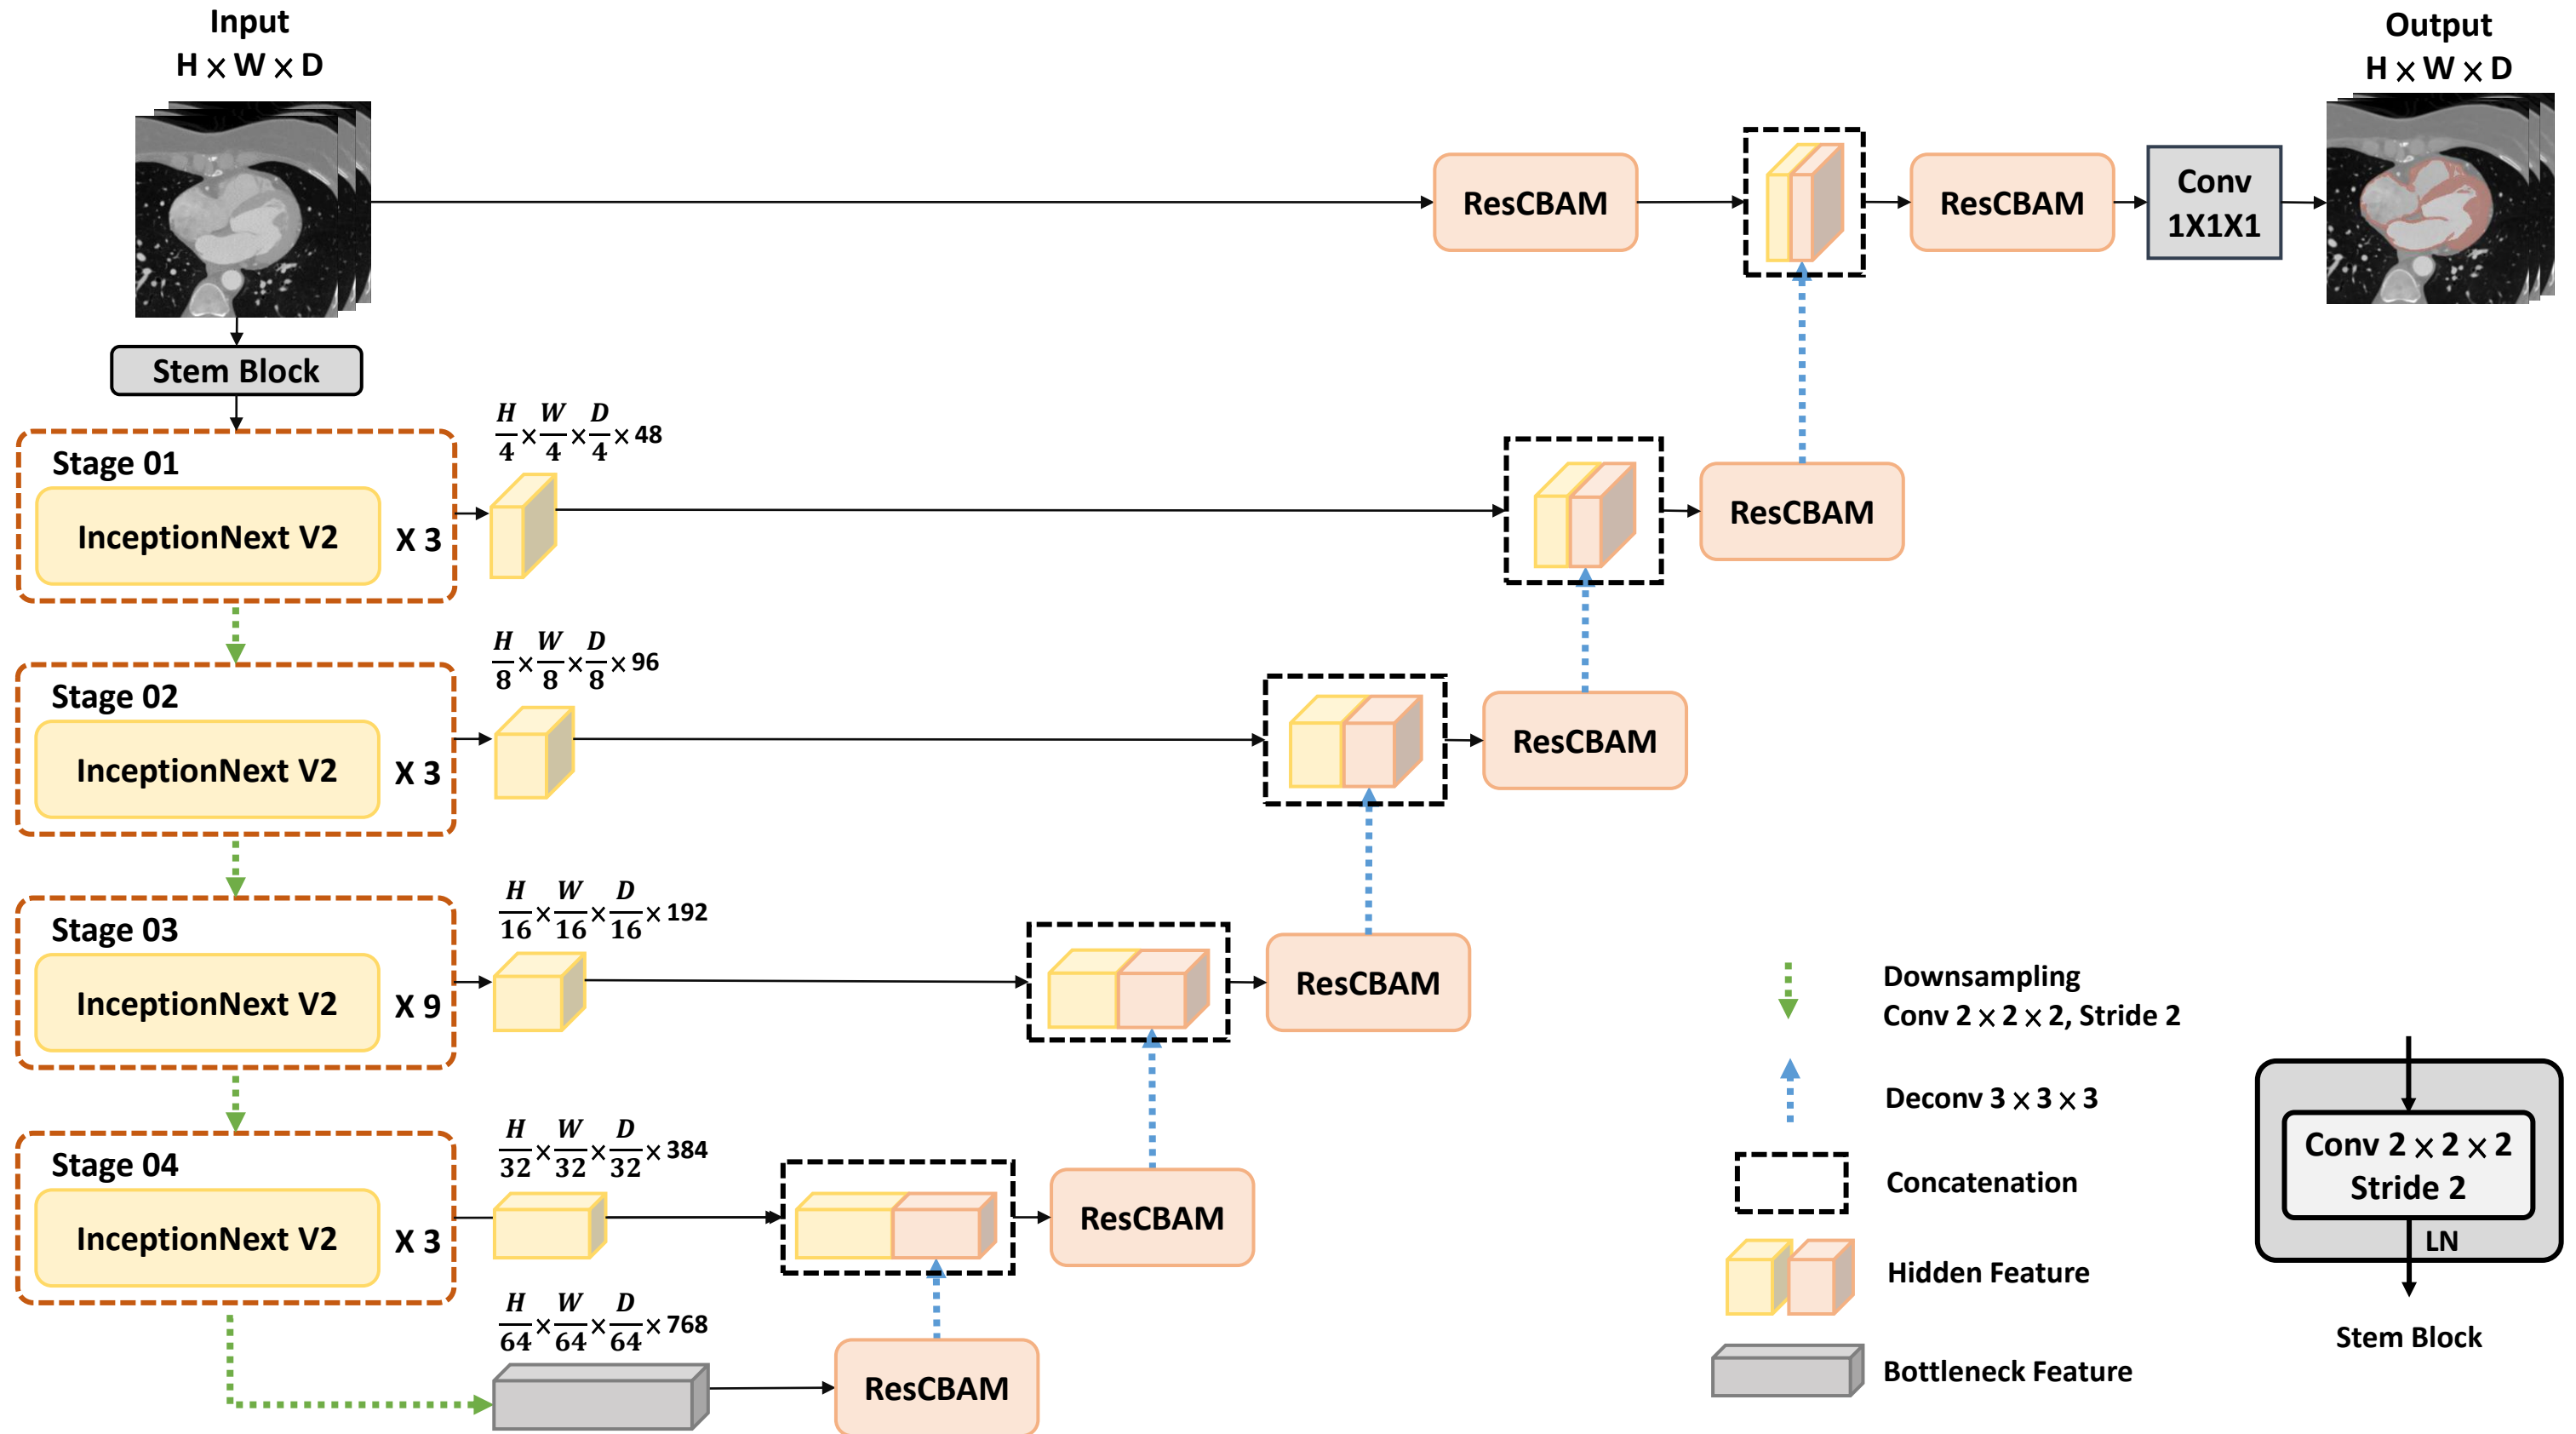 Input
H × W × D
Output
H × W × D
ResCBAM
ResCBAM
Conv
1X1X1
Stem Block
Stage 01
InceptionNext V2
X 3
H/4 × W/4 × D/4 × 48
ResCBAM
Stage 02
InceptionNext V2
X 3
H/8 × W/8 × D/8 × 96
ResCBAM
Stage 03
InceptionNext V2
X 9
H/16 × W/16 × D/16 × 192
ResCBAM
Stage 04
InceptionNext V2
X 3
H/32 × W/32 × D/32 × 384
ResCBAM
H/64 × W/64 × D/64 × 768
ResCBAM
Downsampling
Conv 2 × 2 × 2, Stride 2
Deconv 3 × 3 × 3
Concatenation
Hidden Feature
Bottleneck Feature
Conv 2 × 2 × 2
Stride 2
LN
Stem Block